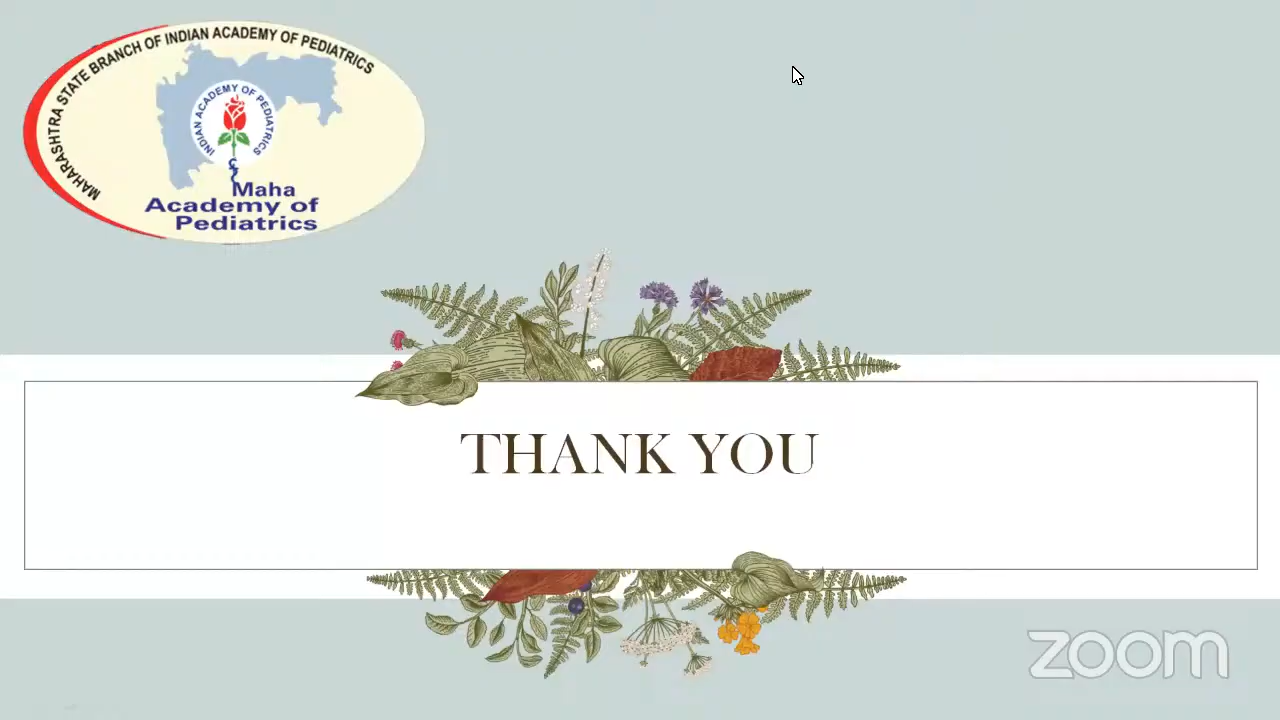 MAHARASHTRA STATE BRANCH OF INDIAN ACADEMY OF PEDIATRICS
INDIAN ACADEMY OF PEDIATRICS
Maha
Academy of
Pediatrics
THANK YOU
zoom